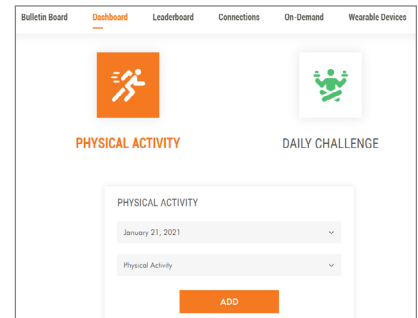 Bulletin Board Dashboard Leaderboard Connections On-Demand Wearable Devices
PHYSICAL ACTIVITY DAILY CHALLENGE
PHYSICAL ACTIVITY
January 21, 2021
Physical Activity
ADD